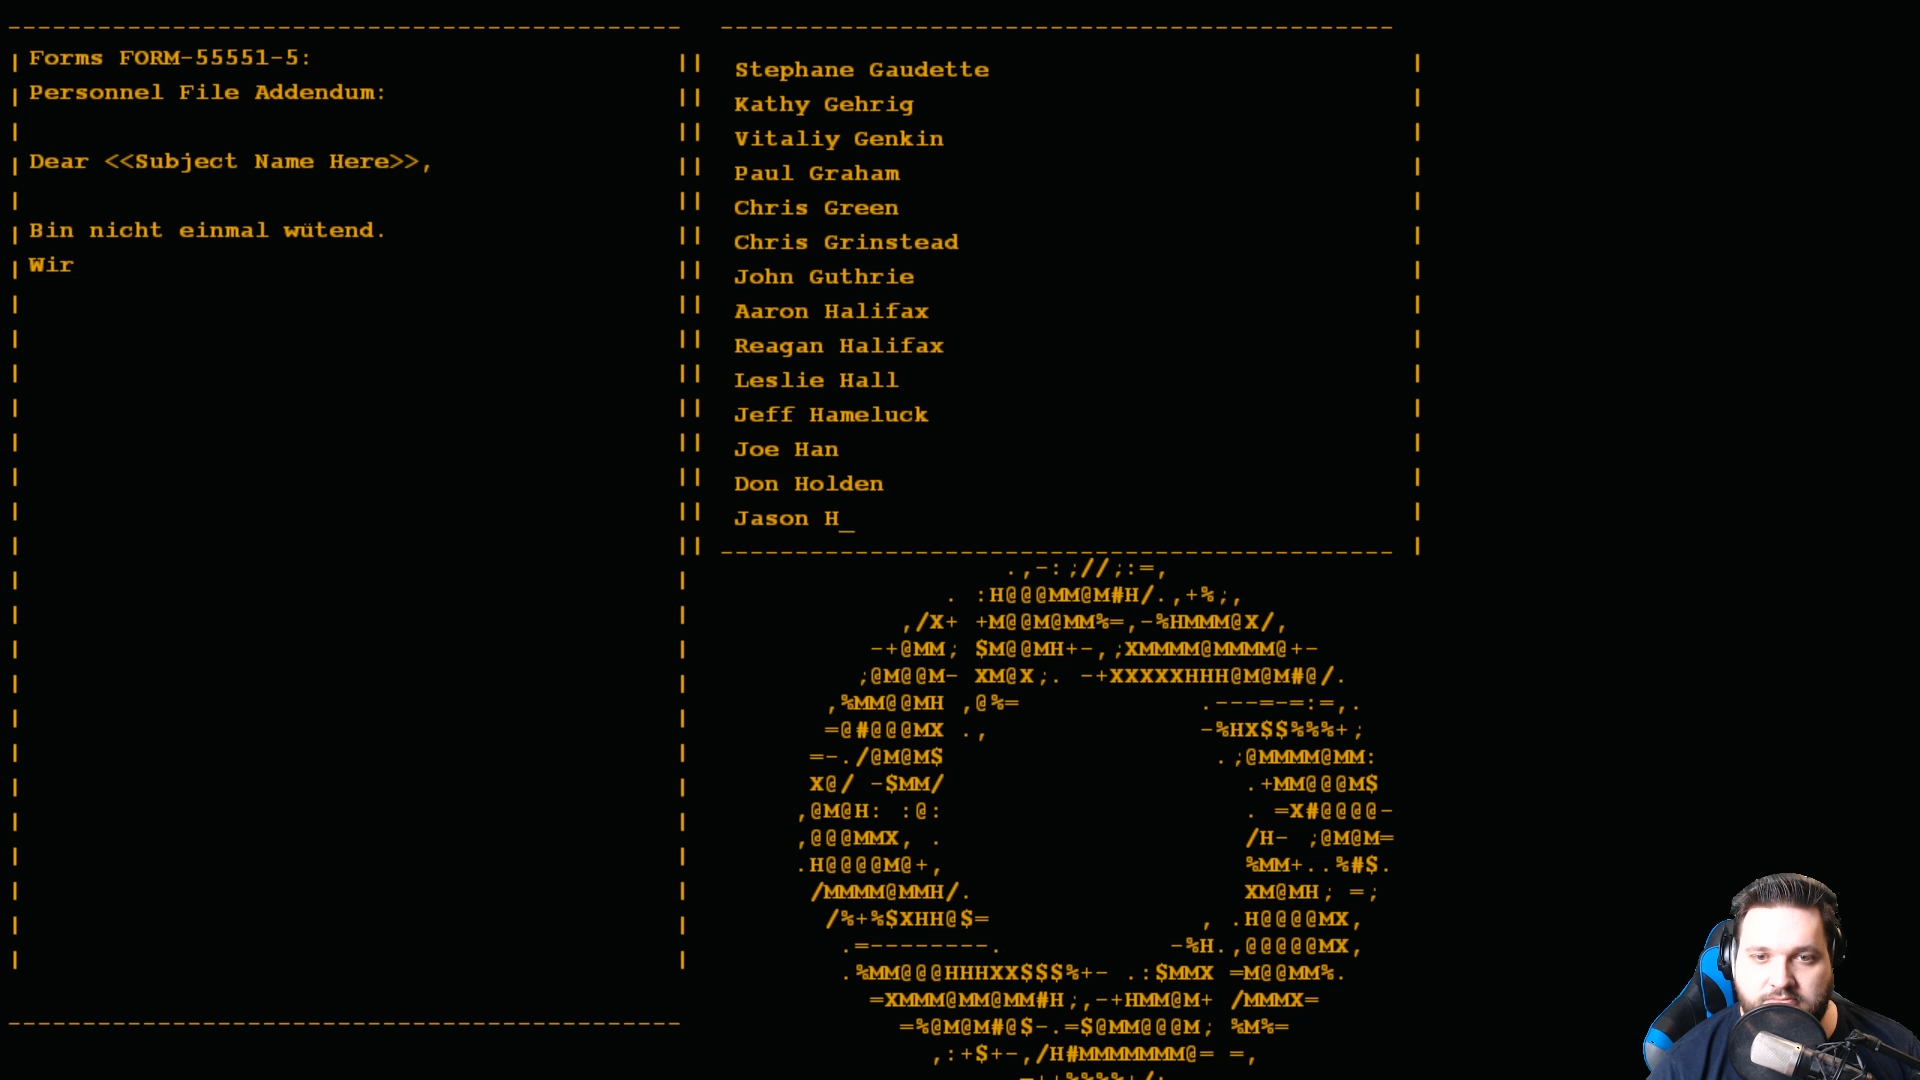 Forms FORM-55551-5:
Personnel File Addendum:
Dear <<Subject Name Here>>,
Bin nicht einmal wütend.
Wir
Stephane Gaudette
Kathy Gehrig
Vitaliy Genkin
Paul Graham
Chris Green
Chris Grinstead
John Guthrie
Aaron Halifax
Reagan Halifax
Leslie Hall
Jeff Hameluck
Joe Han
Don Holden
Jason H_